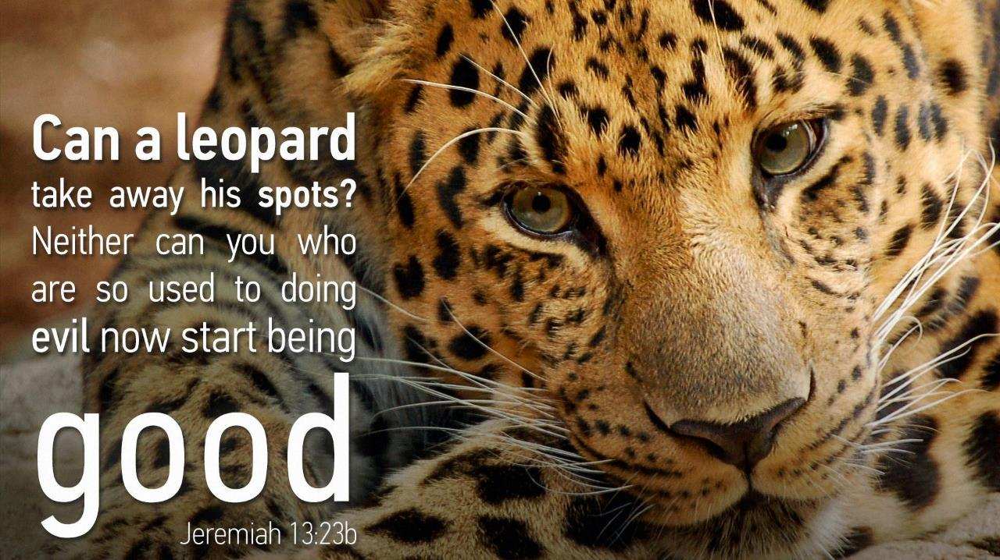 Can a leopard
take away his spots?
Neither can you who
are so used to doing
evil now start being
good
Jeremiah 13:23b